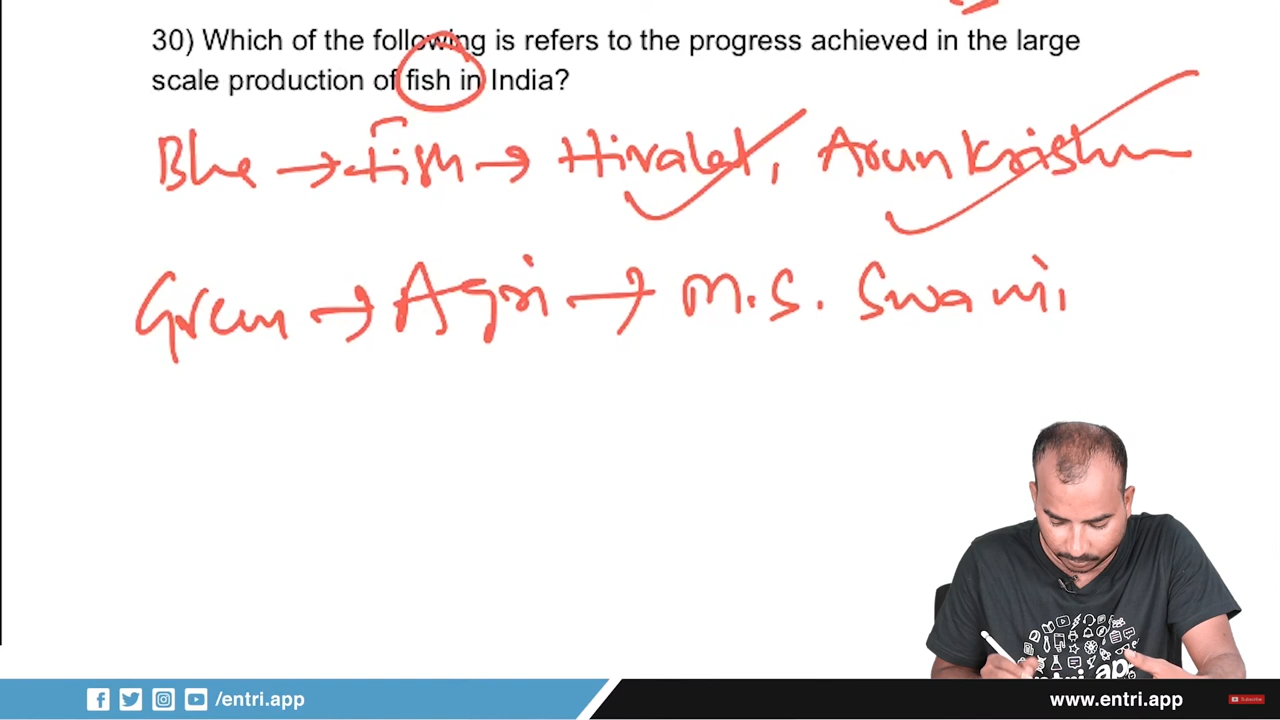 30) Which of the following is refers to the progress achieved in the large
scale production of fish in India?
Blue → Fish → Hiralal, Arun Krishnan
Green → Agri → M.S. Swami
/entri.app
www.entri.app
Subscribe